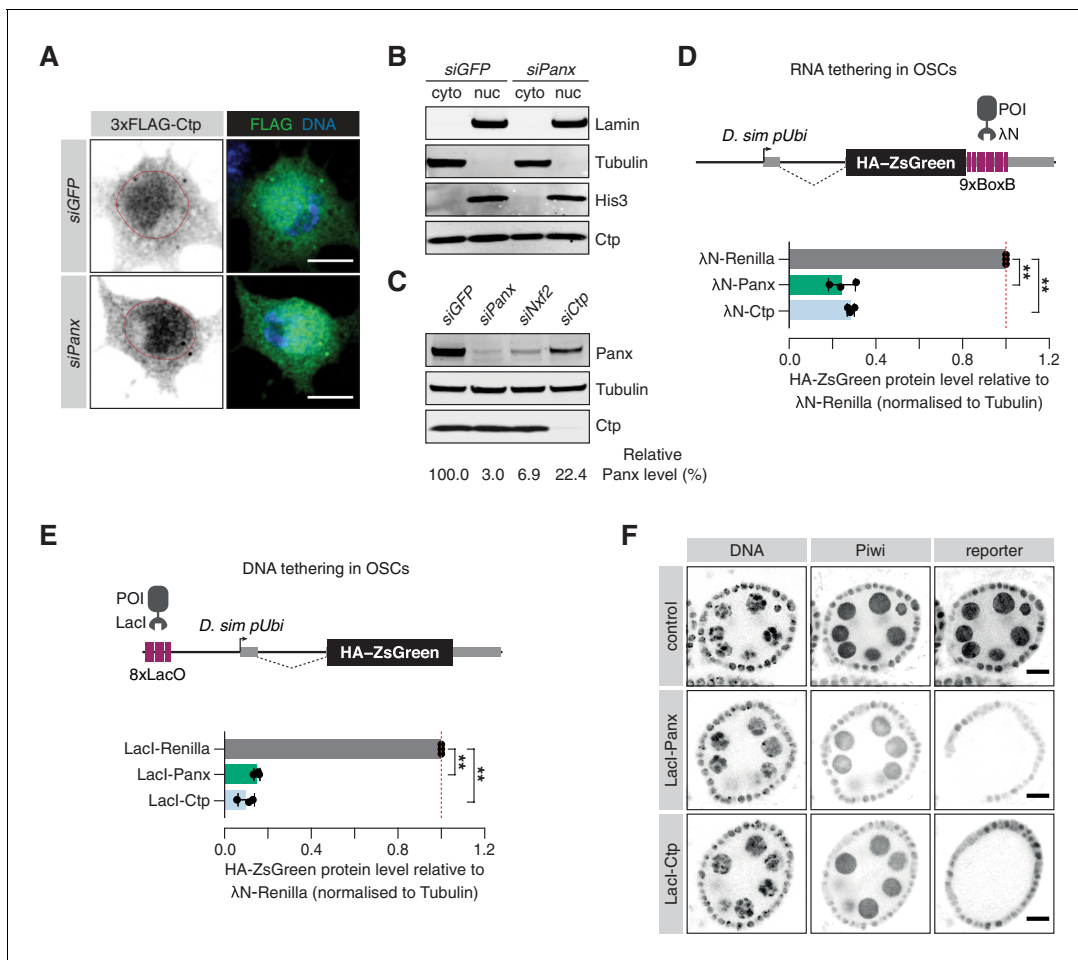 A
3xFLAG-Ctp
FLAG DNA
siGFP
siPanx
B
siGFP siPanx
cyto nuc cyto nuc
Lamin
Tubulin
His3
Ctp
C
siGFP siPanx siNxf2 siCtp
Panx
Tubulin
Ctp
Relative
100.0 3.0 6.9 22.4 Panx level (%)
D
RNA tethering in OSCs
POI
λN
D. sim pUbi
HA–ZsGreen
9xBoxB
λN-Renilla
λN-Panx
λN-Ctp
**
**
0.0 0.4 0.8 1.2
HA-ZsGreen protein level relative to
λN-Renilla (normalised to Tubulin)
E
DNA tethering in OSCs
POI
LacI
D. sim pUbi
HA–ZsGreen
8xLacO
LacI-Renilla
LacI-Panx
LacI-Ctp
**
**
0.0 0.4 0.8 1.2
HA-ZsGreen protein level relative to
λN-Renilla (normalised to Tubulin)
F
DNA Piwi reporter
control
LacI-Panx
LacI-Ctp